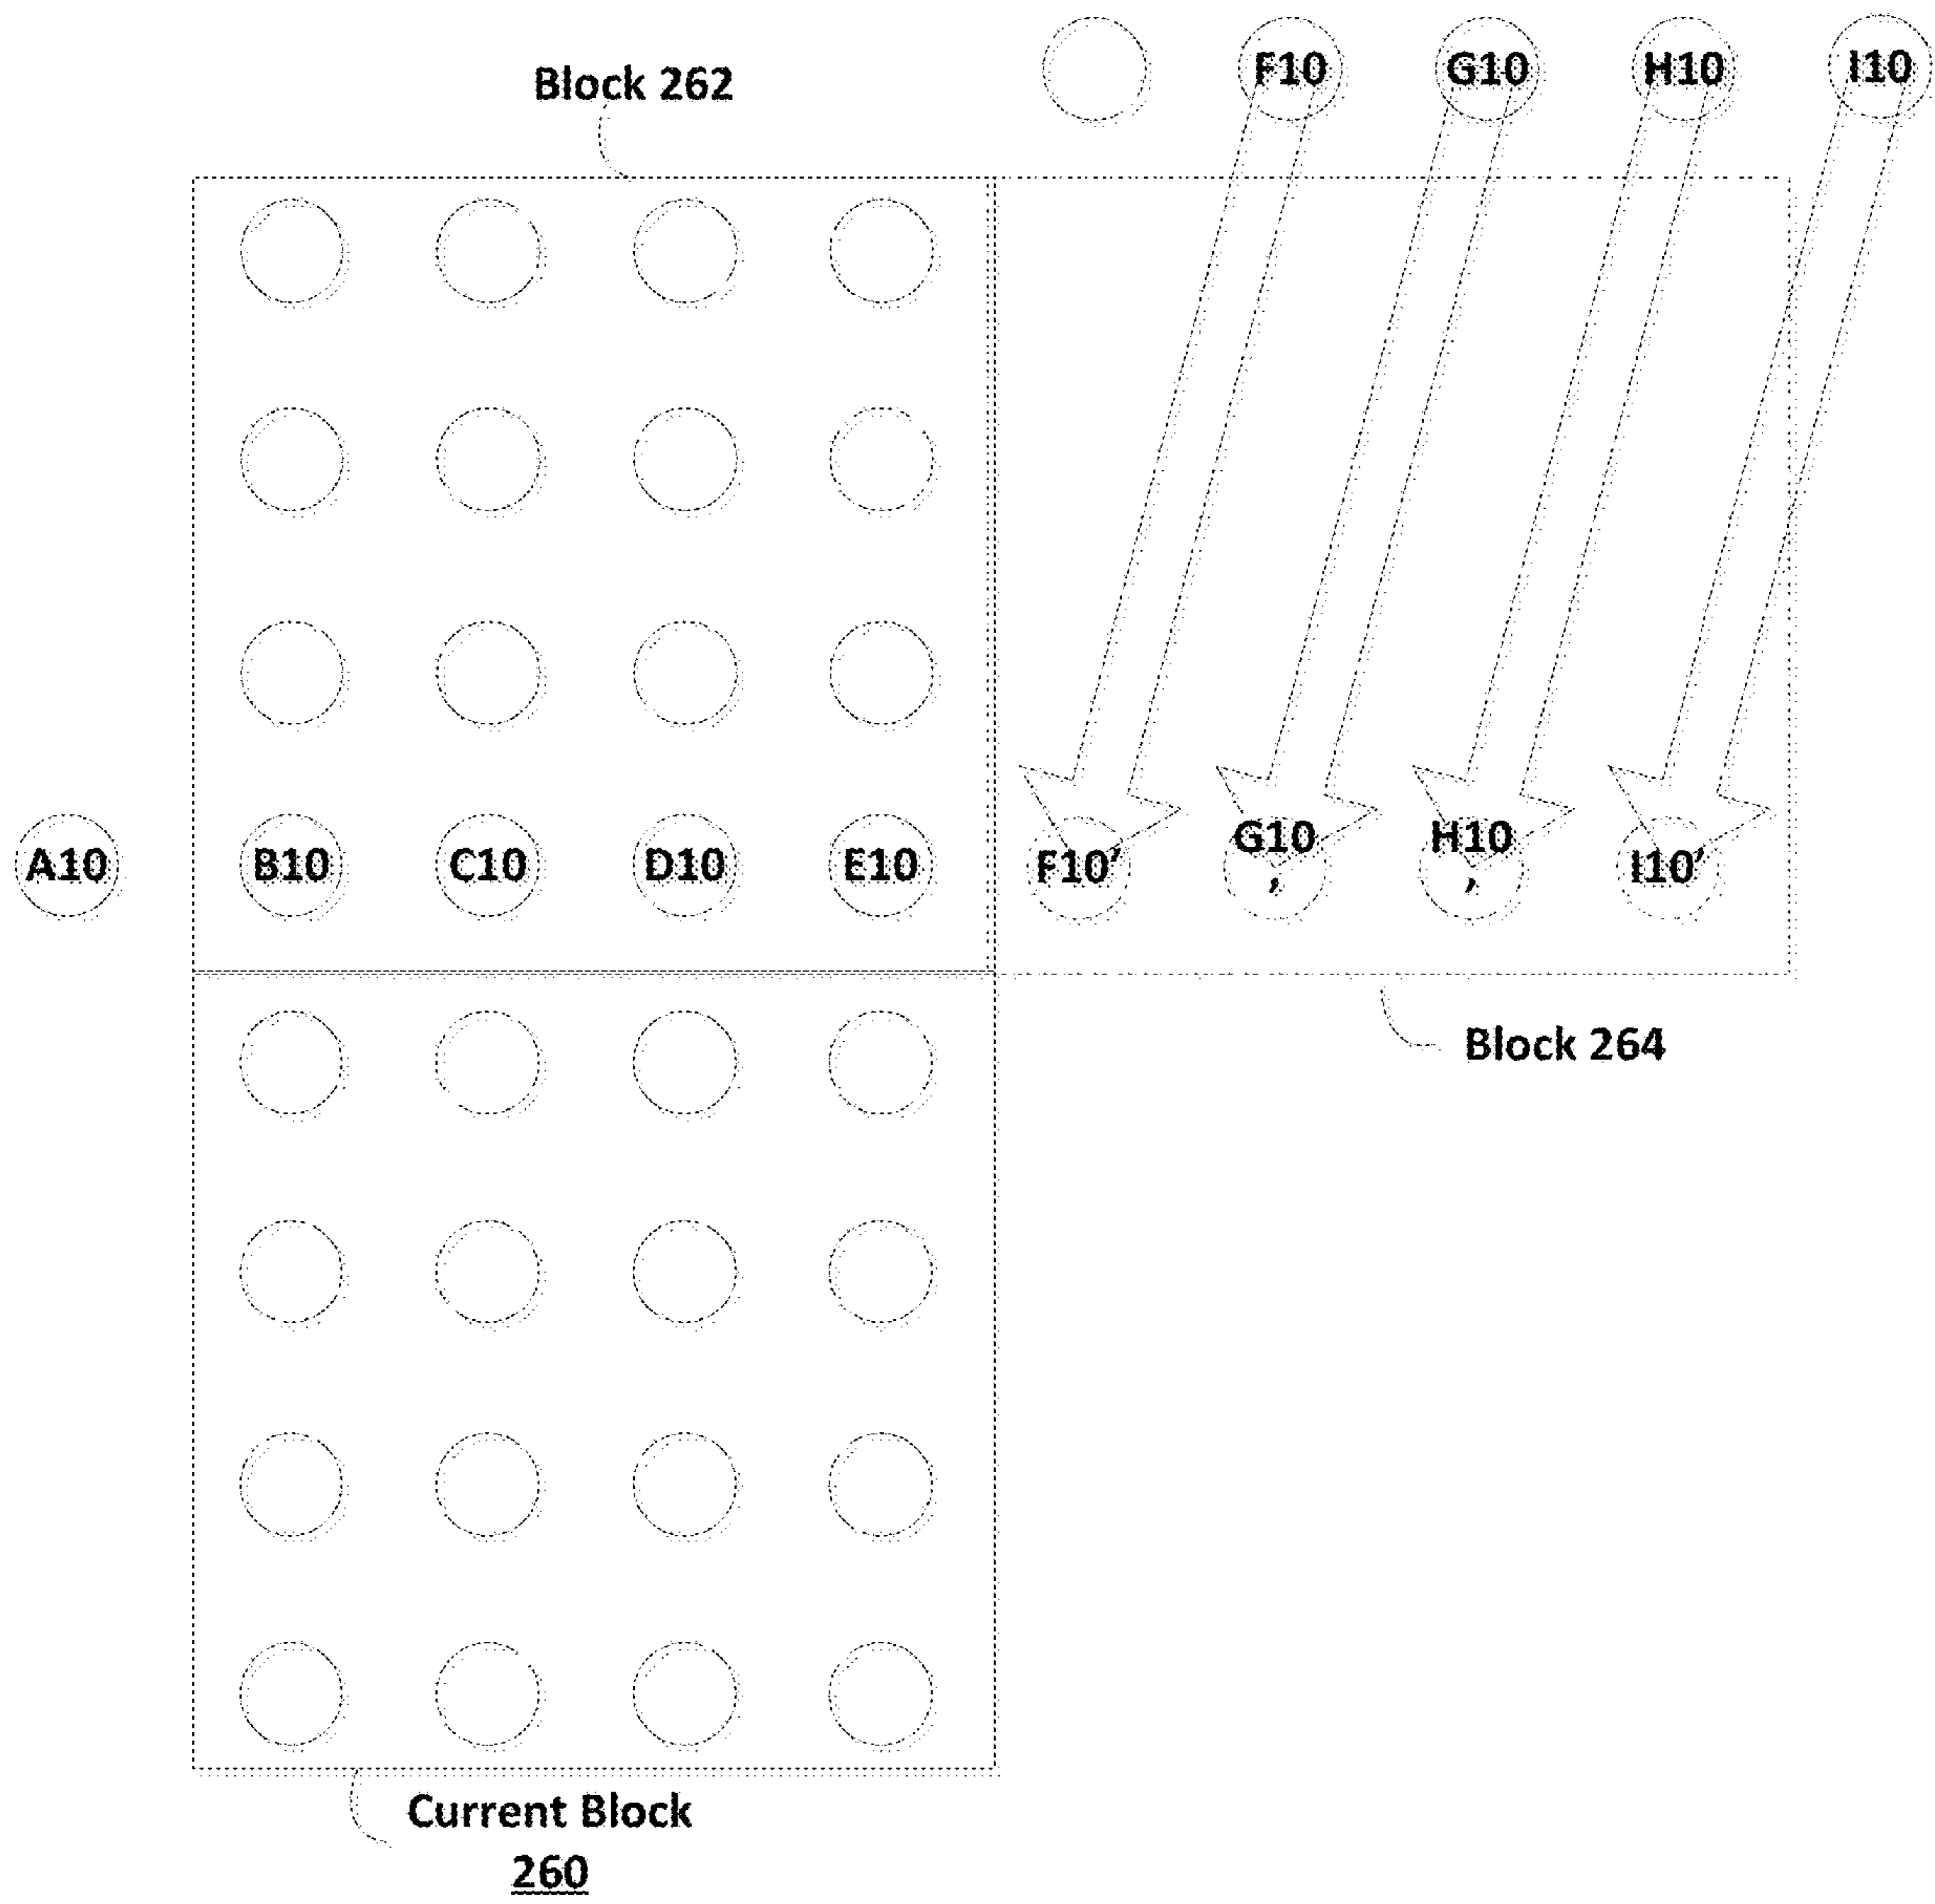 F10 G10 H10 I10
Block 262
A10 B10 C10 D10 E10 F10’ G10 H10 I10’
’ ’
Block 264
Current Block
260